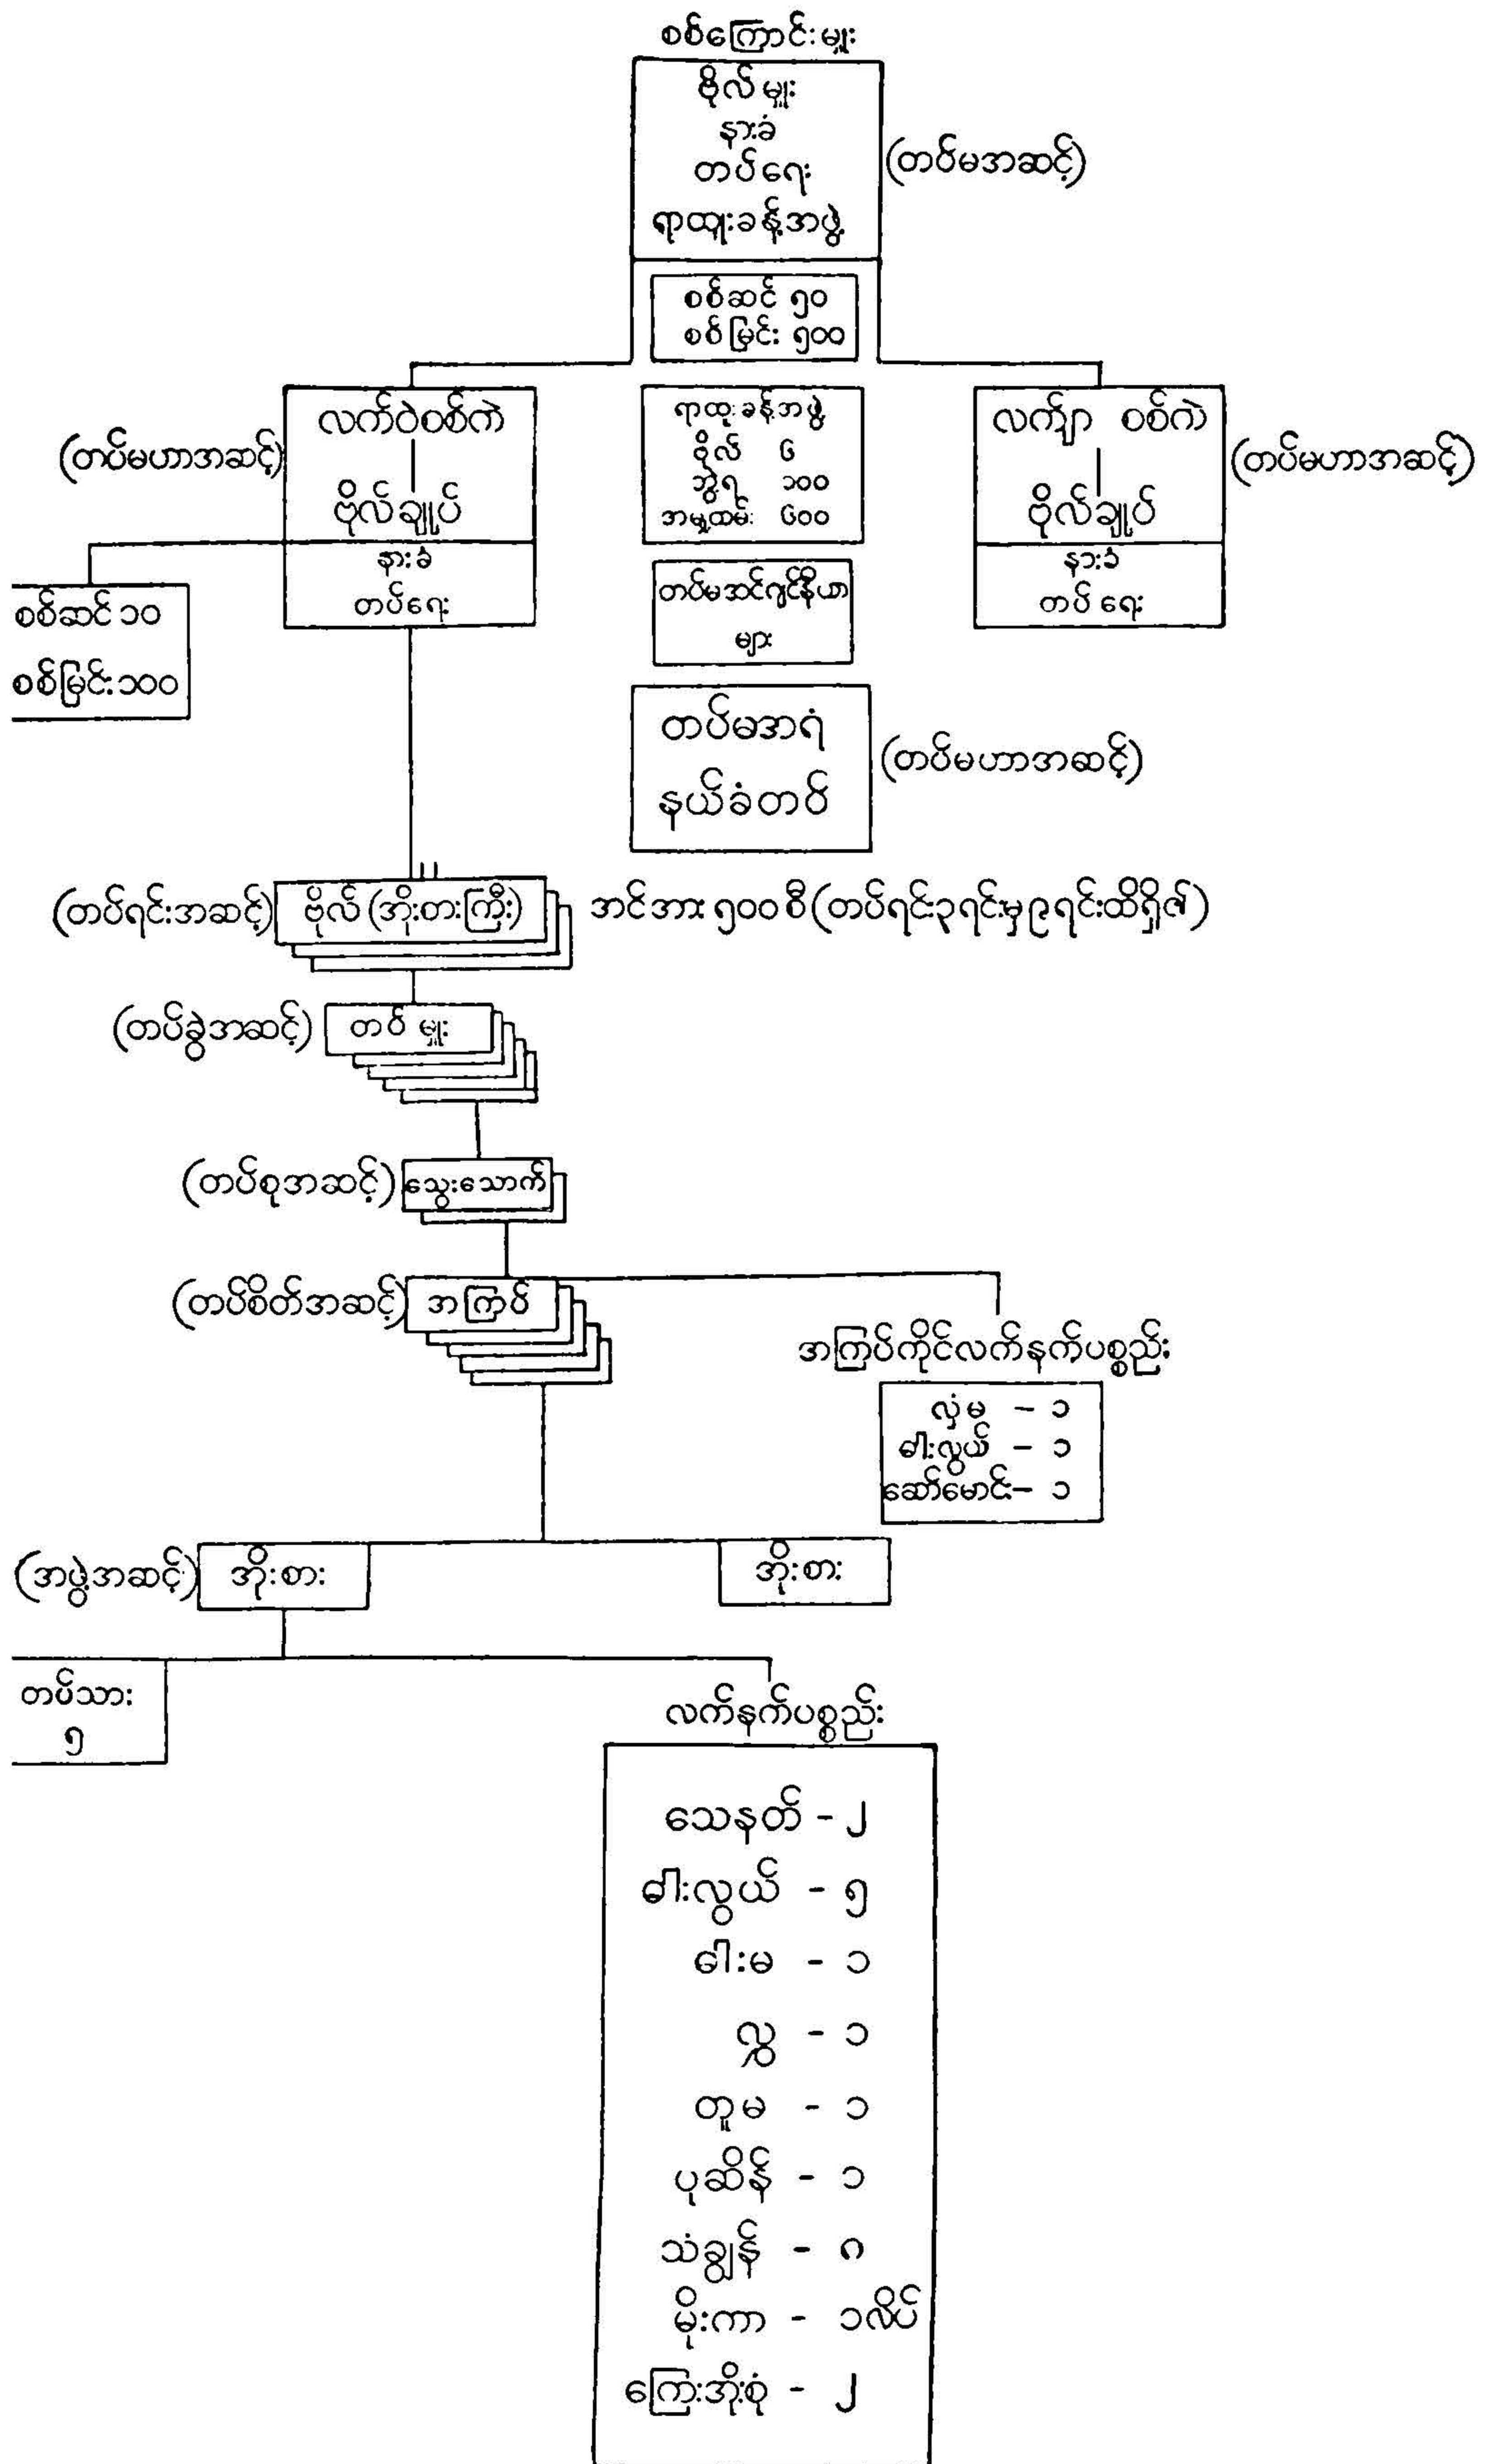 စစ်ကြောင်းမှူး
ဗိုလ်မှူး
နားခံ
တပ်ရေး
ရာထူးခန့်အဖွဲ့
(တပ်မအဆင့်)
စစ်ဆင် ၅၀
စစ်မြင်း ၅၀၀
(တပ်မဟာအဆင့်)
လက်ဝဲစစ်ကဲ
ဗိုလ်ချုပ်
နားခံ
တပ်ရေး
ရာထူးခန့်အဖွဲ့
ဗိုလ် ၆
ဘွဲ့ရ ၁၀၀
အမှုထမ်း ၆၀၀
လက်ျာ စစ်ကဲ
ဗိုလ်ချုပ်
နားခံ
တပ်ရေး
(တပ်မဟာအဆင့်)
စစ်ဆင် ၁၀
စစ်မြင်း ၁၀၀
တပ်မအင်ဂျင်နီယာ
များ
တပ်မအရံ
နယ်ခံတပ်
(တပ်မဟာအဆင့်)
(တပ်ရင်းအဆင့်) ဗိုလ် (အိုးစားကြီး) အင်အား ၅၀၀ စီ (တပ်ရင်း ၃ ရင်းမှ ၉ ရင်းထိရှိ၏)
(တပ်ခွဲအဆင့်) တပ်မှူး
(တပ်စုအဆင့်) သွေးသောက်
(တပ်စိတ်အဆင့်) အကြပ်
အကြပ်ကိုင်လက်နက်ပစ္စည်း
လှံမ – ၁
ဓါးလွယ် – ၁
ဆော်မောင်း – ၁
(အဖွဲ့အဆင့်) အိုးစား
အိုးစား
တပ်သား
၅
လက်နက်ပစ္စည်း
သေနတ် - ၂
ဓါးလွယ် - ၅
ဓါးမ - ၁
လွှ - ၁
တူမ - ၁
ပုဆိန် - ၁
သံချွန် - ၈
မိုးကာ - ၁လိပ်
ကြေးအိုးစုံ - ၂